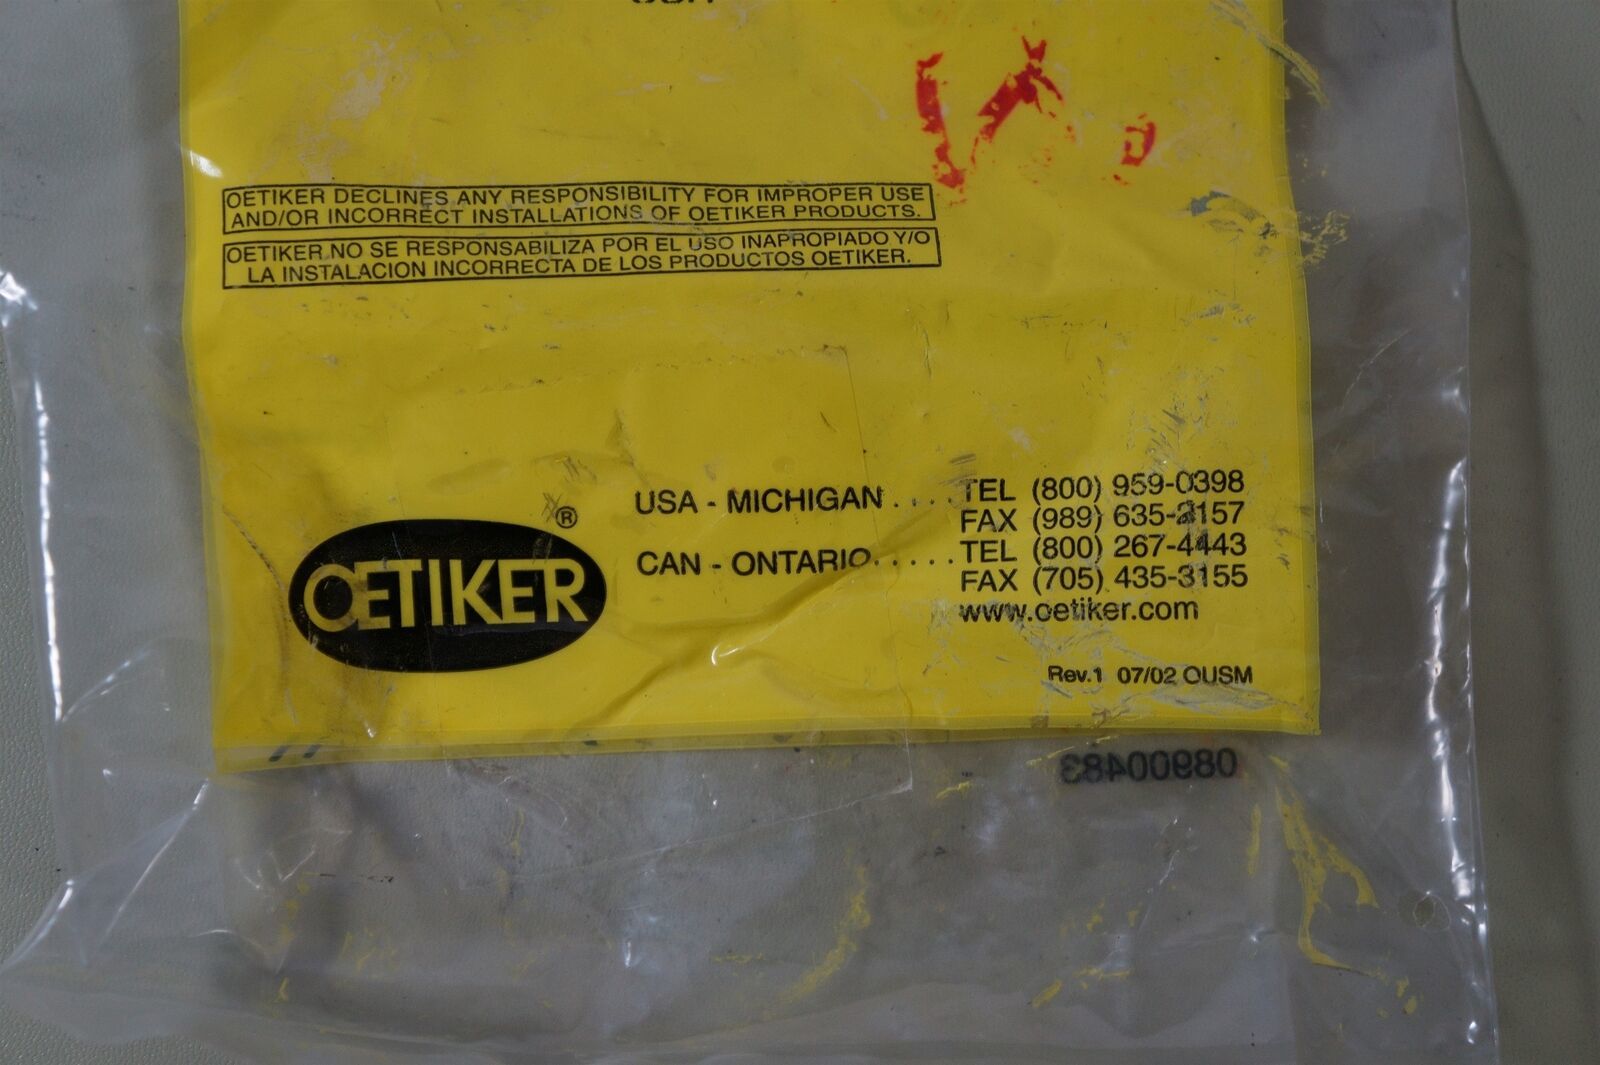 OETIKER DECLINES ANY RESPONSIBILITY FOR IMPROPER USE
AND/OR INCORRECT INSTALLATIONS OF OETIKER PRODUCTS.
OETIKER NO SE RESPONSABILIZA POR EL USO INAPROPIADO Y/O
LA INSTALACION INCORRECTA DE LOS PRODUCTOS OETIKER.
USA - MICHIGAN . . . . TEL (800) 959-0398
FAX (989) 635-2157
CAN - ONTARIO . . . . . TEL (800) 267-4443
FAX (705) 435-3155
www.oetiker.com
OETIKER ®
Rev.1 07/02 OUSM
08900483